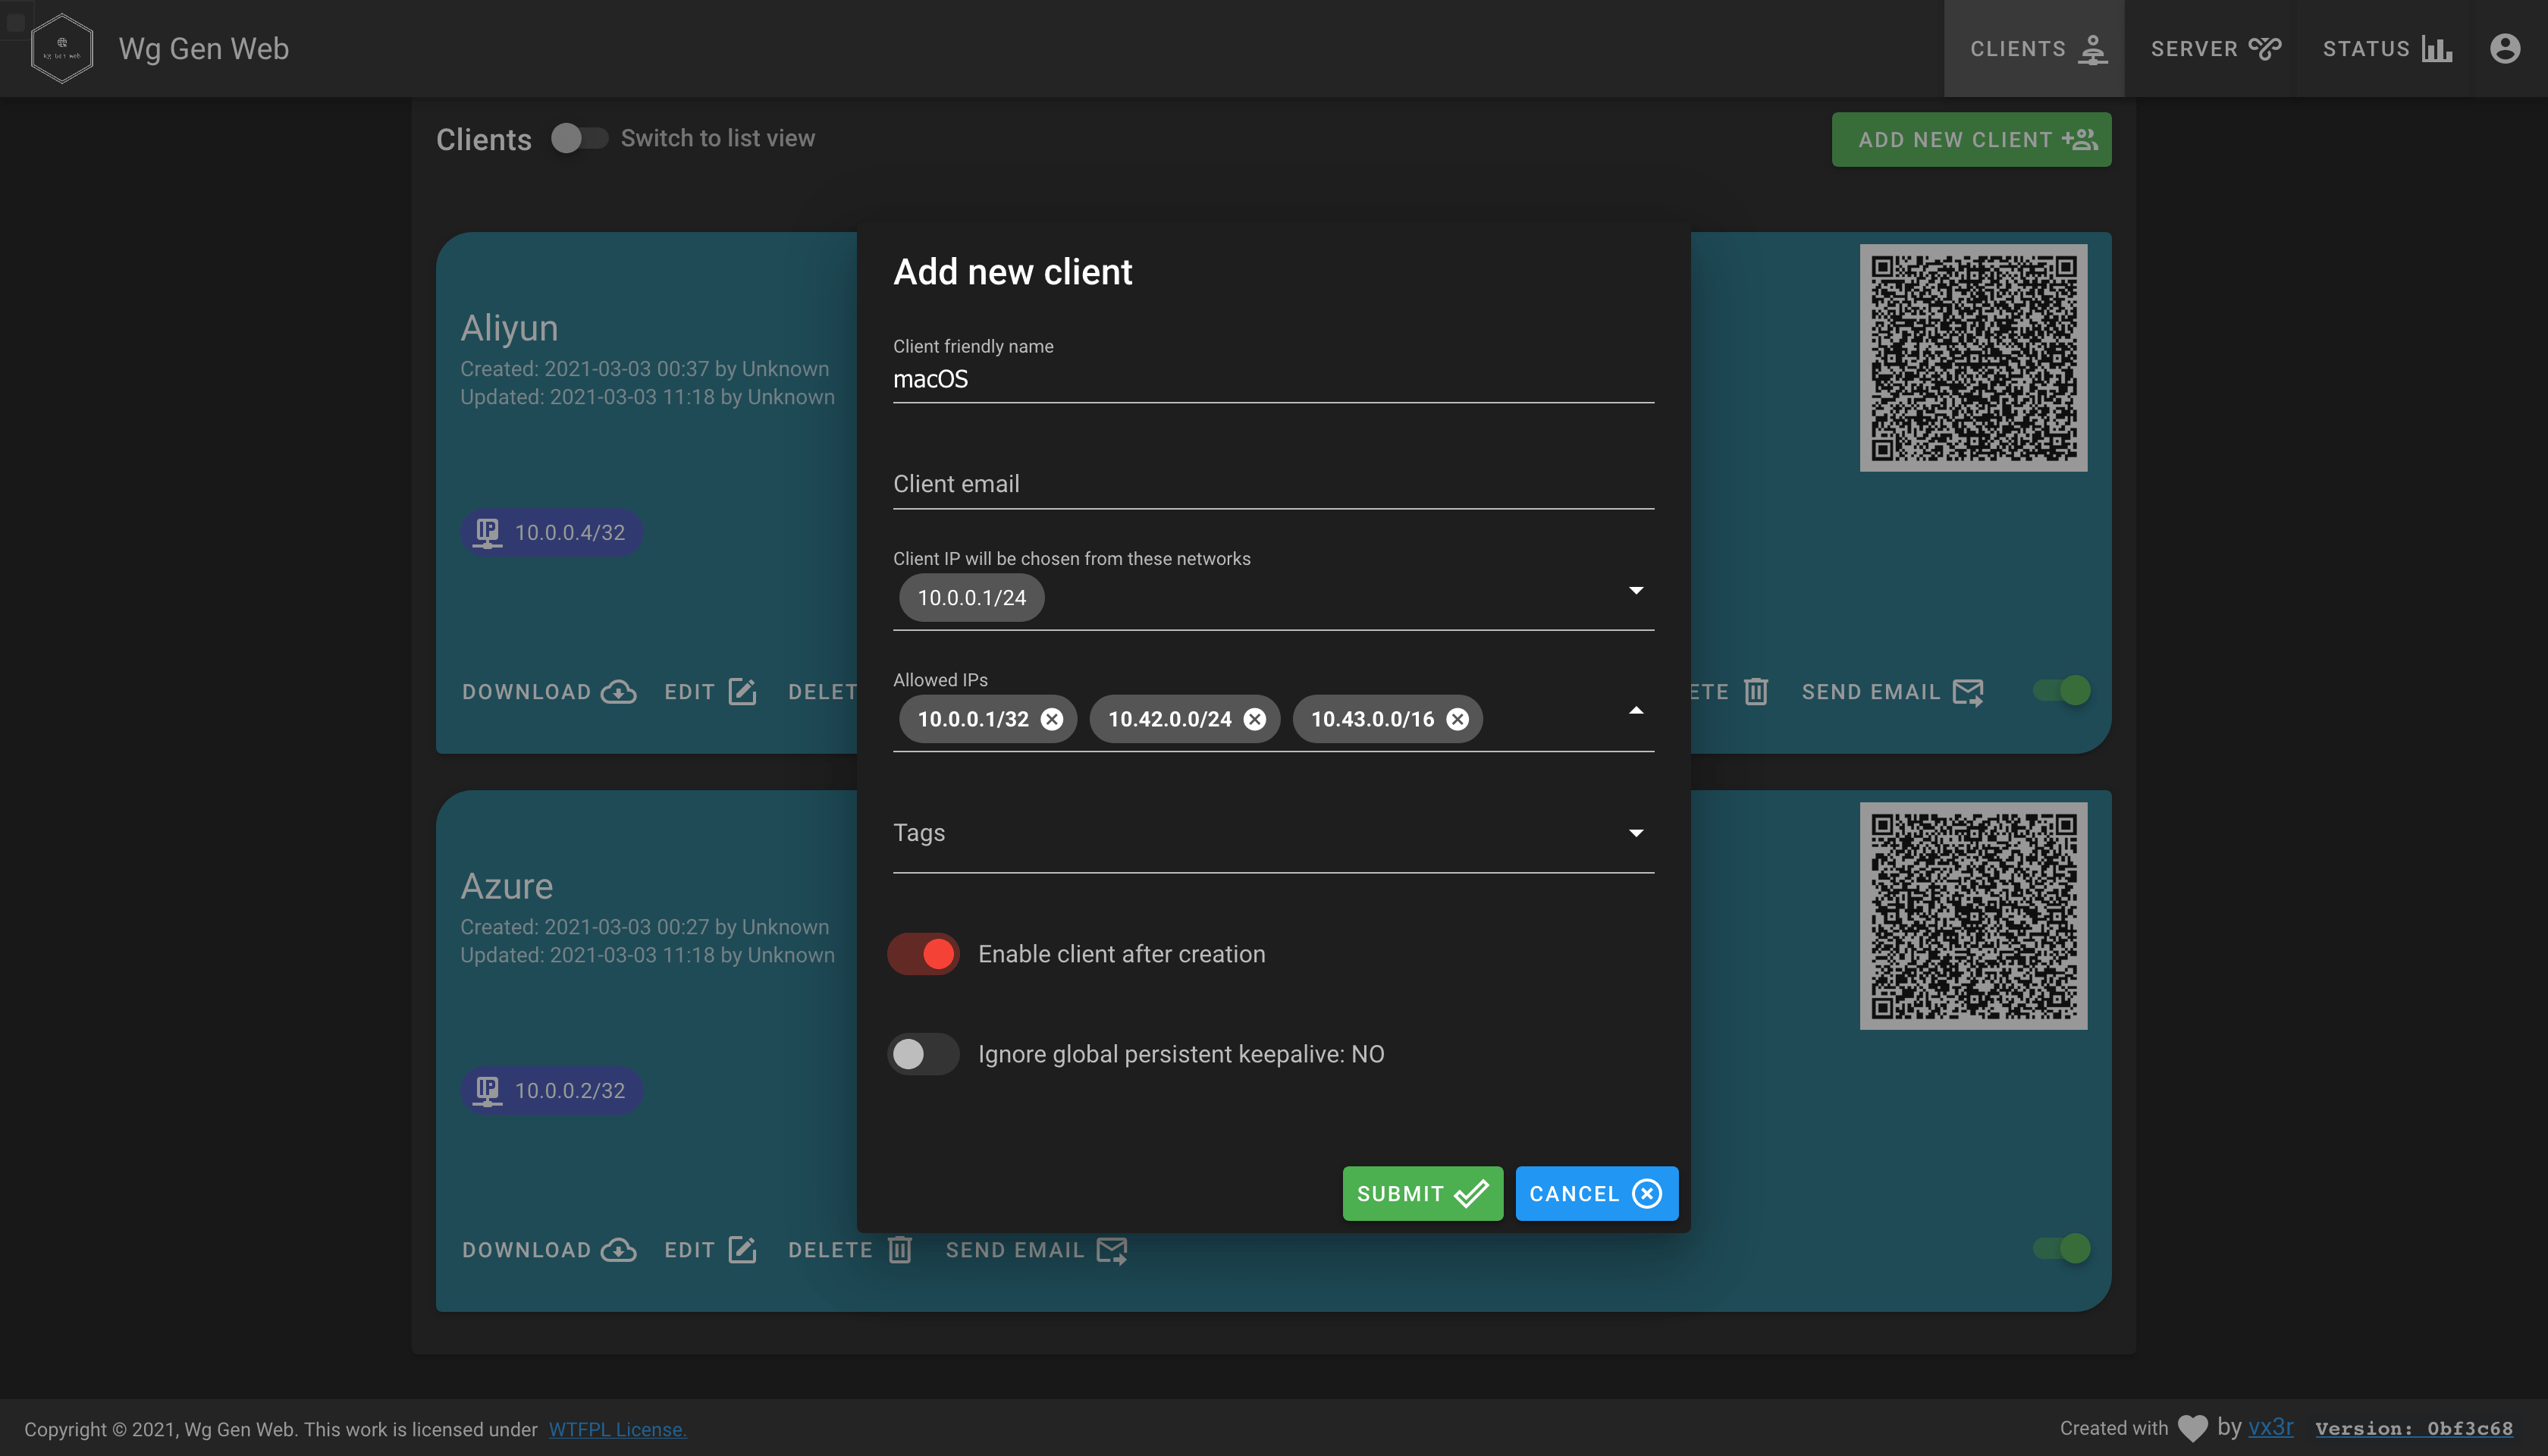 Wg Gen Web
CLIENTS
SERVER
STATUS
Clients
Switch to list view
ADD NEW CLIENT
Aliyun
Created: 2021-03-03 00:37 by Unknown
Updated: 2021-03-03 11:18 by Unknown
10.0.0.4/32
DOWNLOAD EDIT DELET
ETE SEND EMAIL
Add new client
Client friendly name
macOS
Client email
Client IP will be chosen from these networks
10.0.0.1/24
Allowed IPs
10.0.0.1/32 10.42.0.0/24 10.43.0.0/16
Tags
Enable client after creation
Ignore global persistent keepalive: NO
SUBMIT CANCEL
Azure
Created: 2021-03-03 00:27 by Unknown
Updated: 2021-03-03 11:18 by Unknown
10.0.0.2/32
DOWNLOAD EDIT DELETE SEND EMAIL
Copyright © 2021, Wg Gen Web. This work is licensed under WTFPL License.
Created with by vx3r Version: 0bf3c68